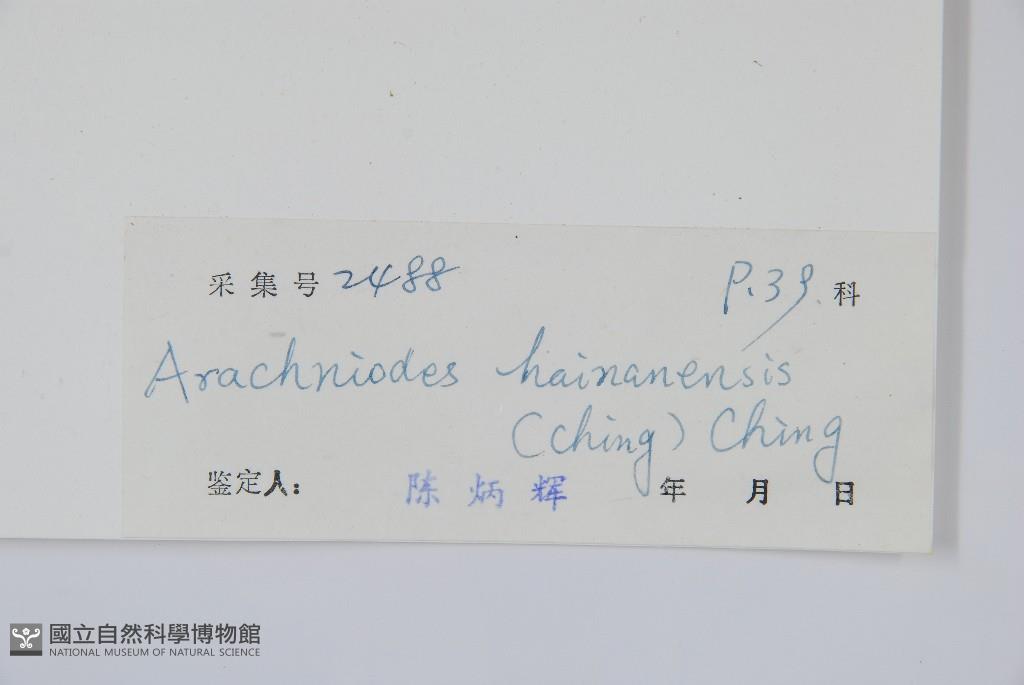 采集号 2488 P.39. 科
Arachniodes hainanensis
(Ching) Ching
鉴定人: 陈炳辉 年 月 日
國立自然科學博物館
NATIONAL MUSEUM OF NATURAL SCIENCE